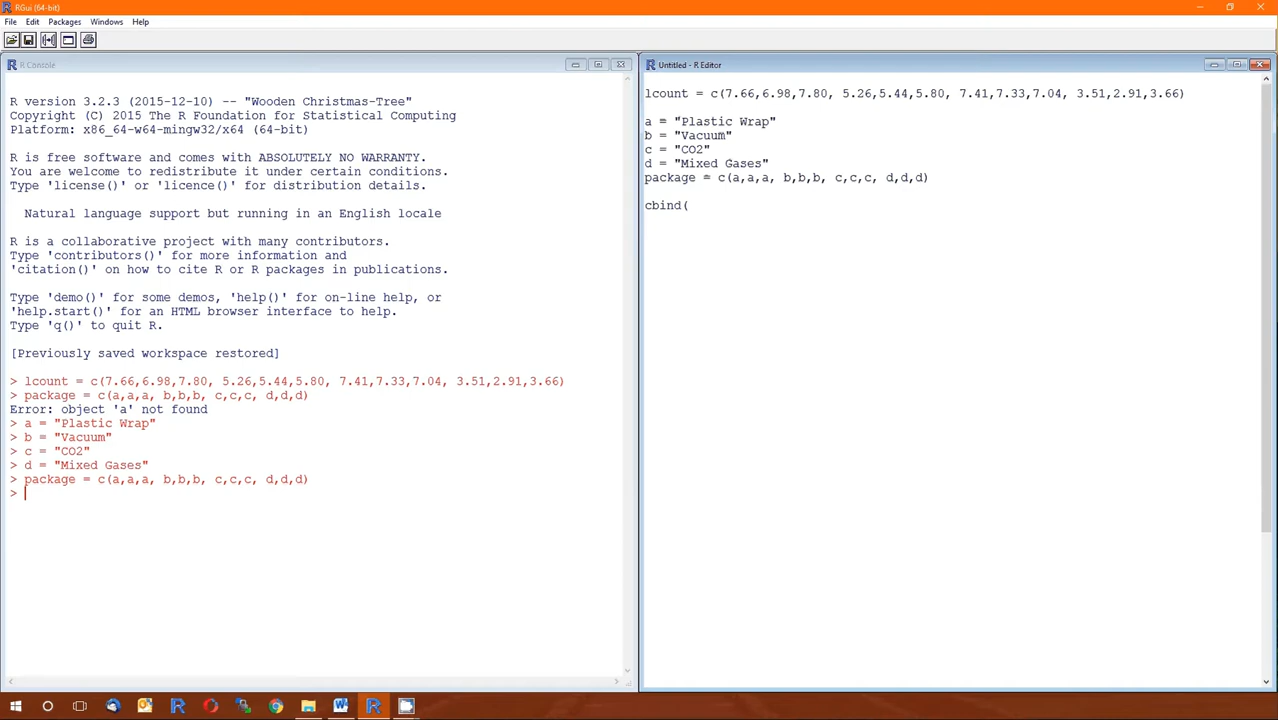 RGui (64-bit)
File Edit Packages Windows Help
R Console
R version 3.2.3 (2015-12-10) -- "Wooden Christmas-Tree"
Copyright (C) 2015 The R Foundation for Statistical Computing
Platform: x86_64-w64-mingw32/x64 (64-bit)
R is free software and comes with ABSOLUTELY NO WARRANTY.
You are welcome to redistribute it under certain conditions.
Type 'license()' or 'licence()' for distribution details.
Natural language support but running in an English locale
R is a collaborative project with many contributors.
Type 'contributors()' for more information and
'citation()' on how to cite R or R packages in publications.
Type 'demo()' for some demos, 'help()' for on-line help, or
'help.start()' for an HTML browser interface to help.
Type 'q()' to quit R.
[Previously saved workspace restored]
> lcount = c(7.66,6.98,7.80, 5.26,5.44,5.80, 7.41,7.33,7.04, 3.51,2.91,3.66)
> package = c(a,a,a, b,b,b, c,c,c, d,d,d)
Error: object 'a' not found
> a = "Plastic Wrap"
> b = "Vacuum"
> c = "CO2"
> d = "Mixed Gases"
> package = c(a,a,a, b,b,b, c,c,c, d,d,d)
>
Untitled - R Editor
lcount = c(7.66,6.98,7.80, 5.26,5.44,5.80, 7.41,7.33,7.04, 3.51,2.91,3.66)
a = "Plastic Wrap"
b = "Vacuum"
c = "CO2"
d = "Mixed Gases"
package = c(a,a,a, b,b,b, c,c,c, d,d,d)
cbind(